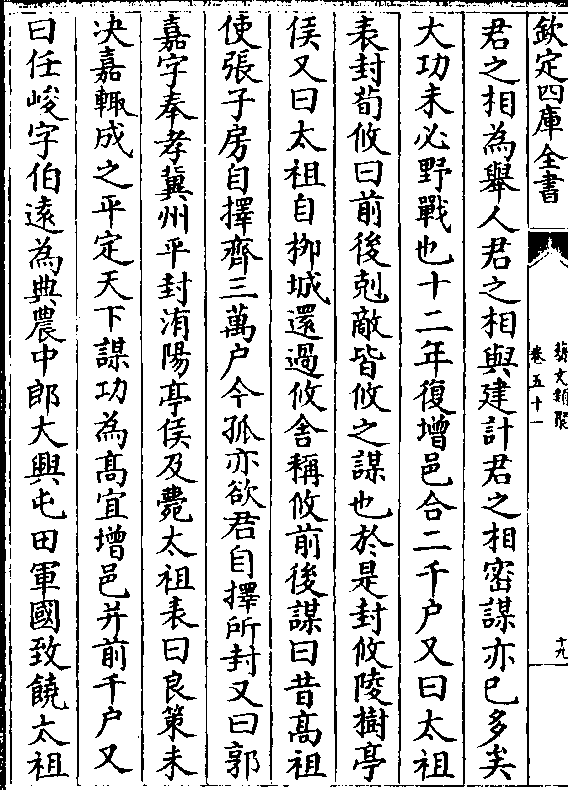 欽定四庫全書
藝文類聚
卷五十一
十九
君之相為舉人君之相與建計君之相密謀亦已多矣
大功未必野戰也十二年復增邑合二千户又曰太祖
表封荀攸曰前後剋敵皆攸之謀也於是封攸陵樹亭
侯又曰太祖自栁城還過攸舍稱攸前後謀曰昔髙祖
使張子房自擇齊三萬户今孤亦欲君自擇所封又曰郭
嘉字奉孝冀州平封洧陽亭侯及薨太祖表曰良策未
决嘉輙成之平定天下謀功為髙宜增邑并前千户又
曰任峻字伯逺為典農中郎大興屯田軍國致饒太祖